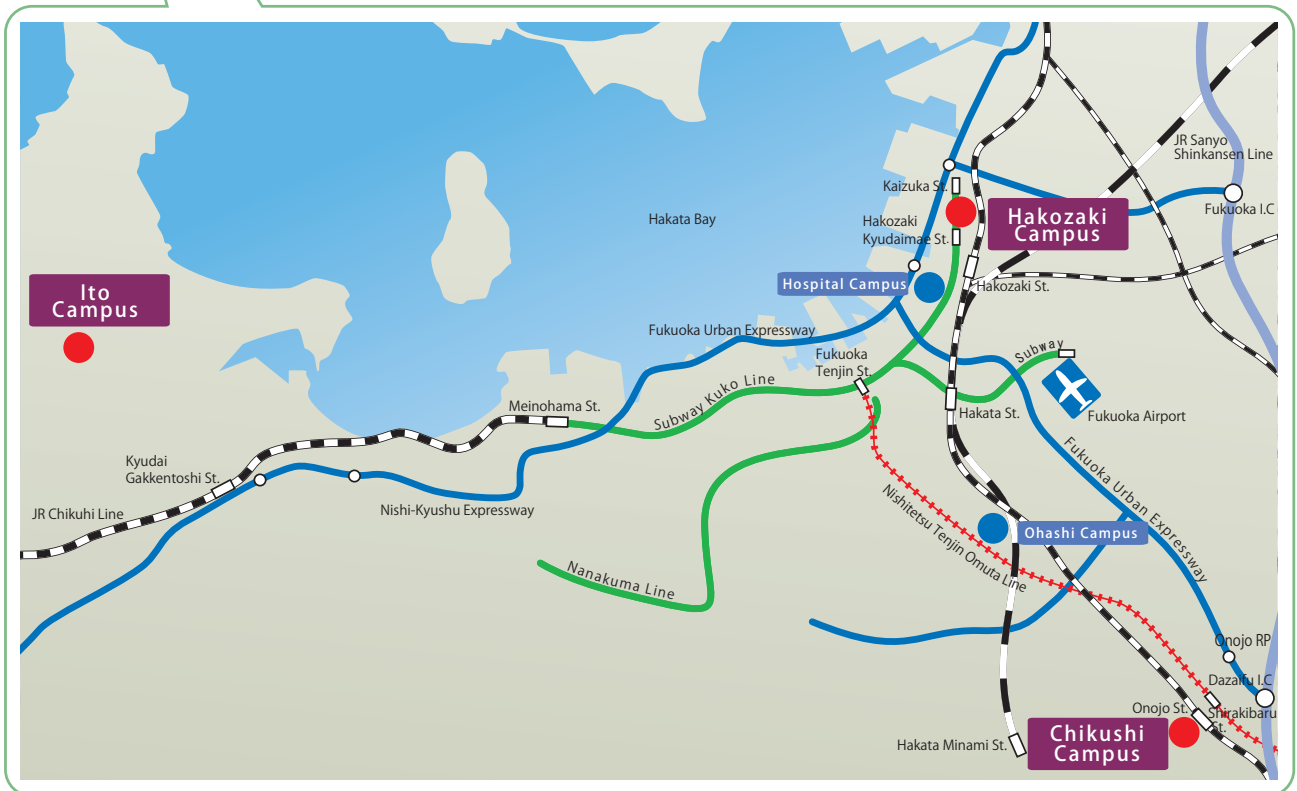 JR Sanyo
Shinkansen Line
Kaizuka St.
Fukuoka I.C
Hakozaki
Campus
Hakata Bay
Hakozaki
Kyudaimae St.
Hospital Campus
Hakozaki St.
Ito
Campus
Fukuoka Urban Expressway
Fukuoka
Tenjin St.
Subway
Subway Kuko Line
Meinohama St.
Hakata St.
Fukuoka Airport
Kyudai
Gakkentoshi St.
Fukuoka Urban Expressway
JR Chikuhi Line
Nishi-Kyushu Expressway
Nishitetsu Tenjin Omuta Line
Ohashi Campus
Nanakuma Line
Onojo RP
Dazaifu I.C
Onojo St.
Shirakibaru
St.
Hakata Minami St.
Chikushi
Campus